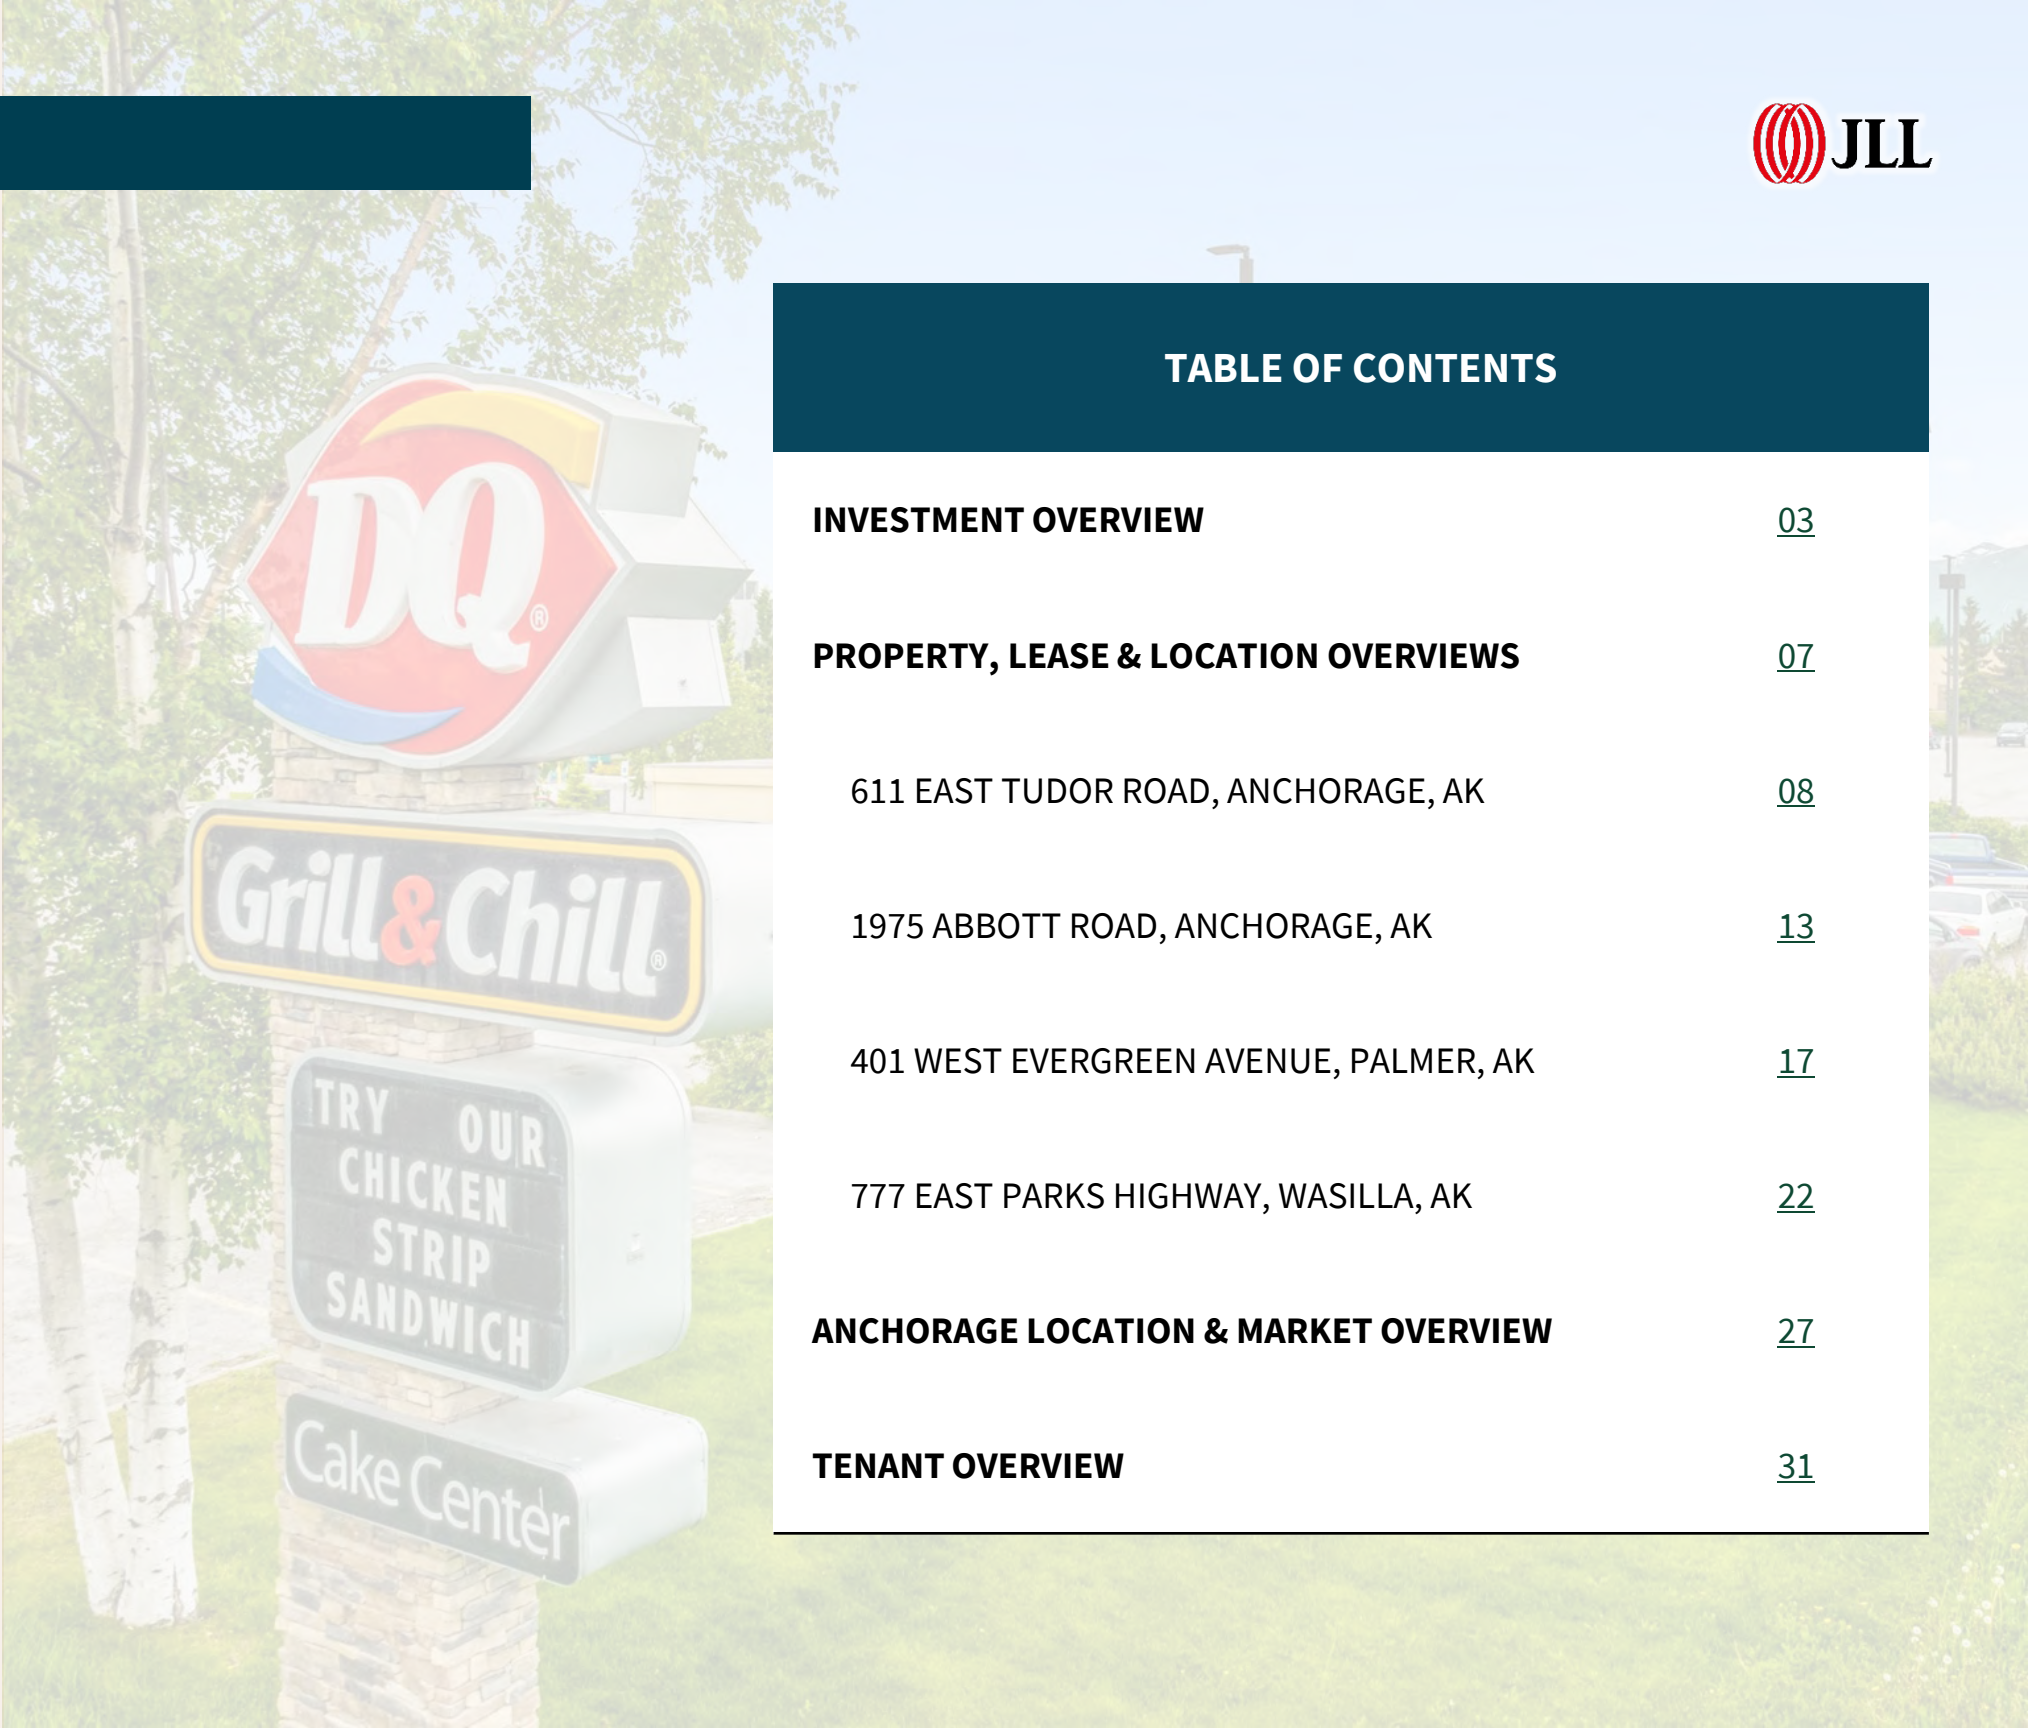 JLL
TABLE OF CONTENTS
INVESTMENT OVERVIEW 03
PROPERTY, LEASE & LOCATION OVERVIEWS 07
611 EAST TUDOR ROAD, ANCHORAGE, AK 08
1975 ABBOTT ROAD, ANCHORAGE, AK 13
401 WEST EVERGREEN AVENUE, PALMER, AK 17
777 EAST PARKS HIGHWAY, WASILLA, AK 22
ANCHORAGE LOCATION & MARKET OVERVIEW 27
TENANT OVERVIEW 31
DQ®
Grill&Chill®
TRY OUR
CHICKEN
STRIP
SANDWICH
Cake Center